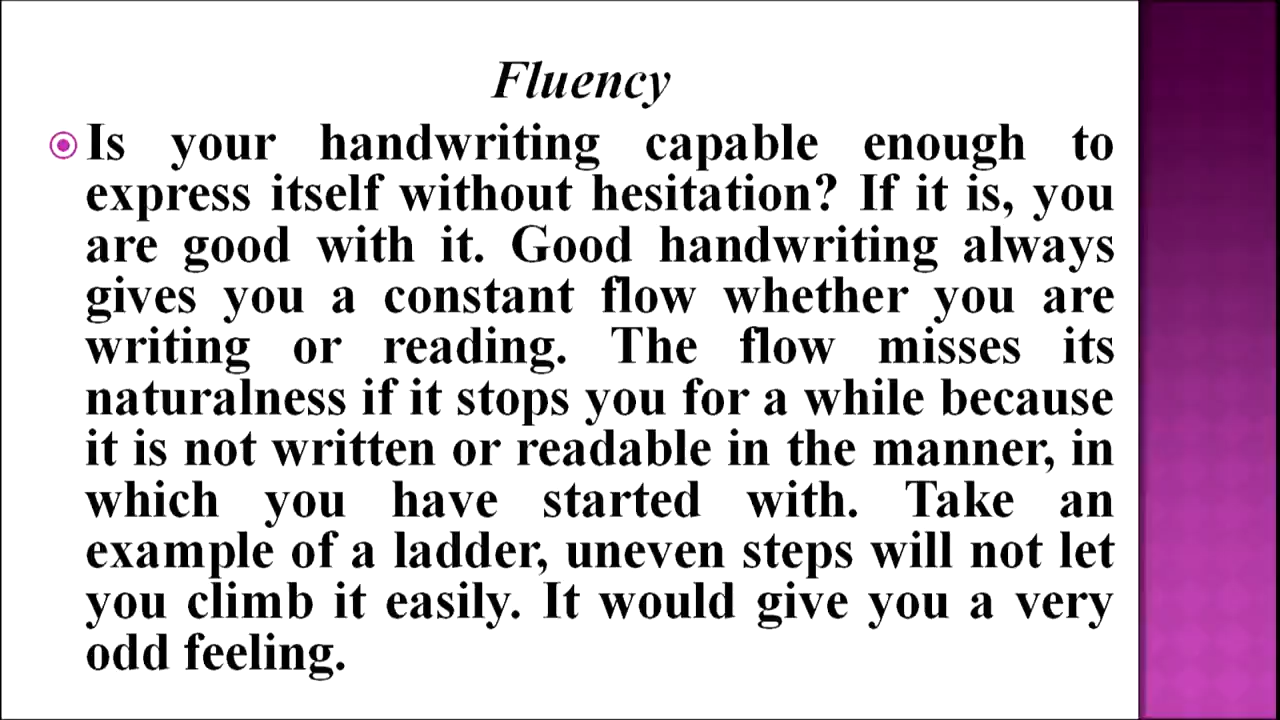 Fluency
Is your handwriting capable enough to
express itself without hesitation? If it is, you
are good with it. Good handwriting always
gives you a constant flow whether you are
writing or reading. The flow misses its
naturalness if it stops you for a while because
it is not written or readable in the manner, in
which you have started with. Take an
example of a ladder, uneven steps will not let
you climb it easily. It would give you a very
odd feeling.